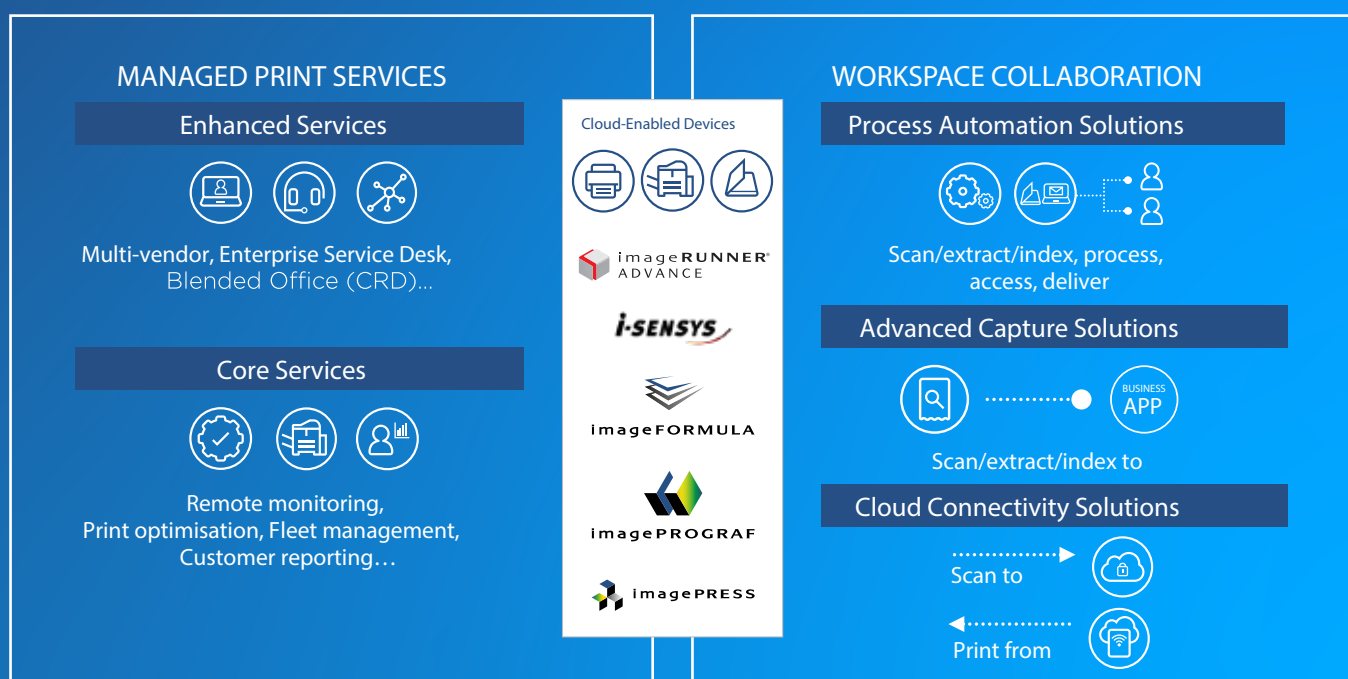 MANAGED PRINT SERVICES
Enhanced Services
Multi-vendor, Enterprise Service Desk,
Blended Office (CRD)...
Core Services
Remote monitoring,
Print optimisation, Fleet management,
Customer reporting…
Cloud-Enabled Devices
imageRUNNER®
ADVANCE
i-SENSYS
imageFORMULA
imagePROGRAF
imagePRESS
WORKSPACE COLLABORATION
Process Automation Solutions
Scan/extract/index, process,
access, deliver
Advanced Capture Solutions
BUSINESS
APP
Scan/extract/index to
Cloud Connectivity Solutions
Scan to
Print from